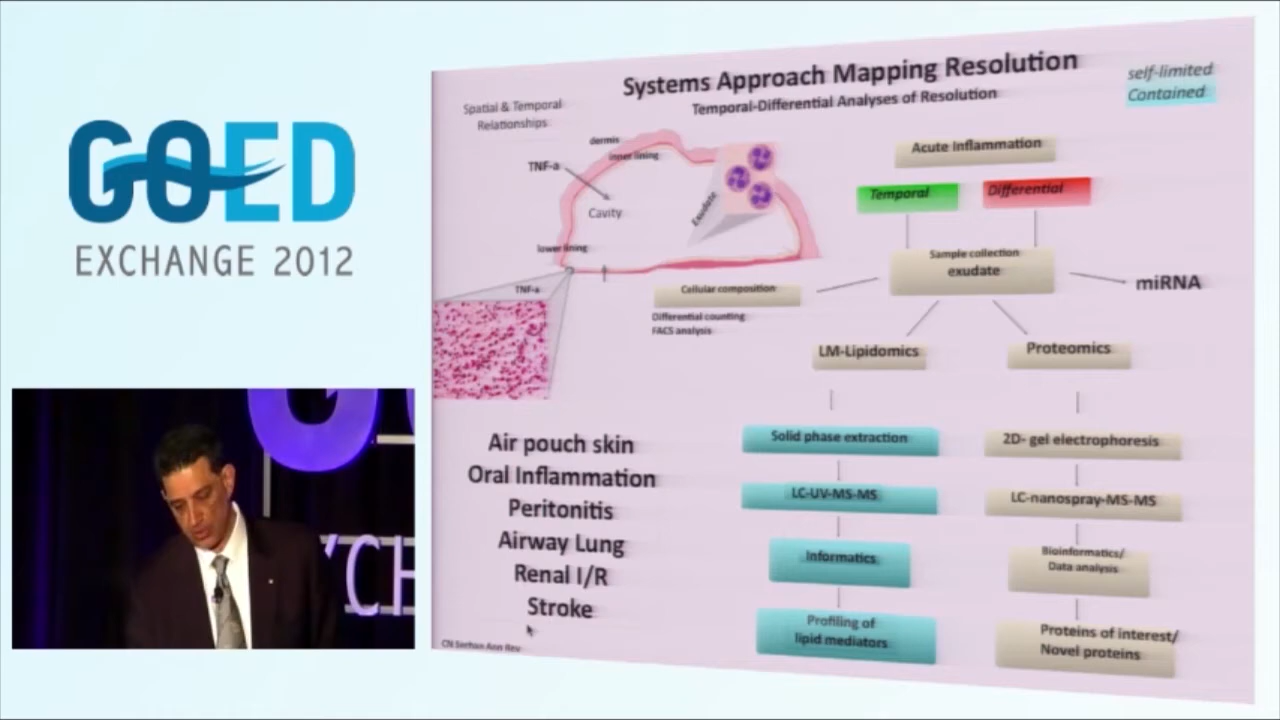 GOED
EXCHANGE 2012
Systems Approach Mapping Resolution
Temporal-Differential Analyses of Resolution
self-limited
Contained
Spatial & Temporal
Relationships
dermis
inner lining
TNF-a
Cavity
Exudate
lower lining
TNF-a
Acute Inflammation
Temporal
Differential
Sample collection
exudate
miRNA
Cellular composition
Differential counting
FACS analysis
LM-Lipidomics
Proteomics
Solid phase extraction
2D- gel electrophoresis
LC-UV-MS-MS
LC-nanospray-MS-MS
Informatics
Bioinformatics/
Data analysis
Profiling of
lipid mediators
Proteins of interest/
Novel proteins
Air pouch skin
Oral Inflammation
Peritonitis
Airway Lung
Renal I/R
Stroke
CN Serhan Ann Rev